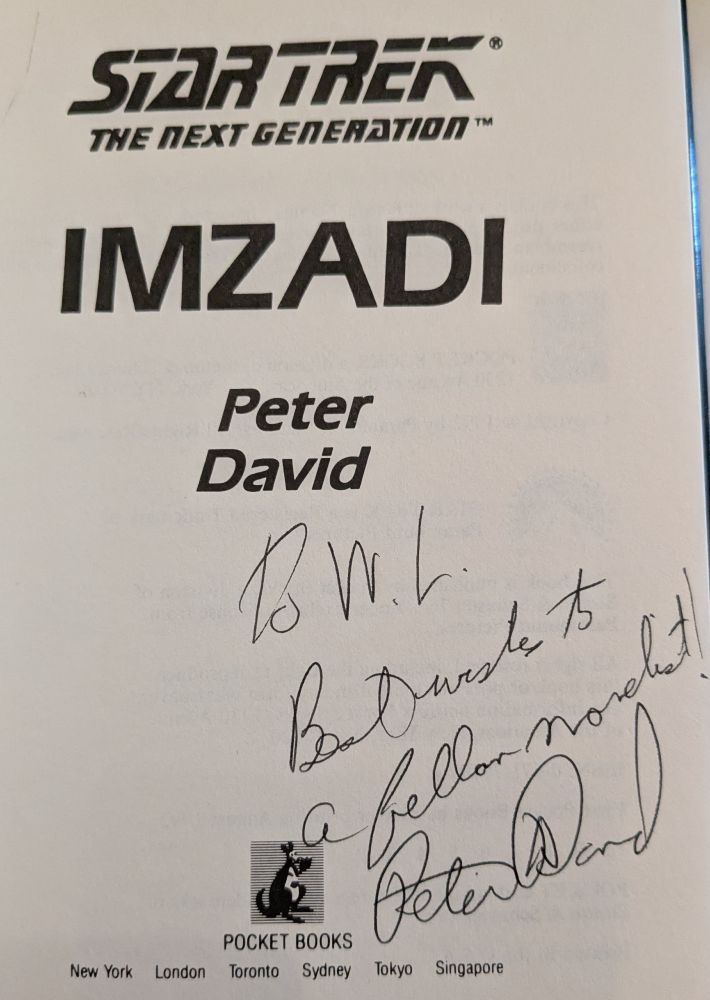 STAR TREK®
THE NEXT GENERATION™
IMZADI
Peter
David
To W. L.
Best wishes to
a fellow novelist!
Peter David
POCKET BOOKS
New York London Toronto Sydney Tokyo Singapore